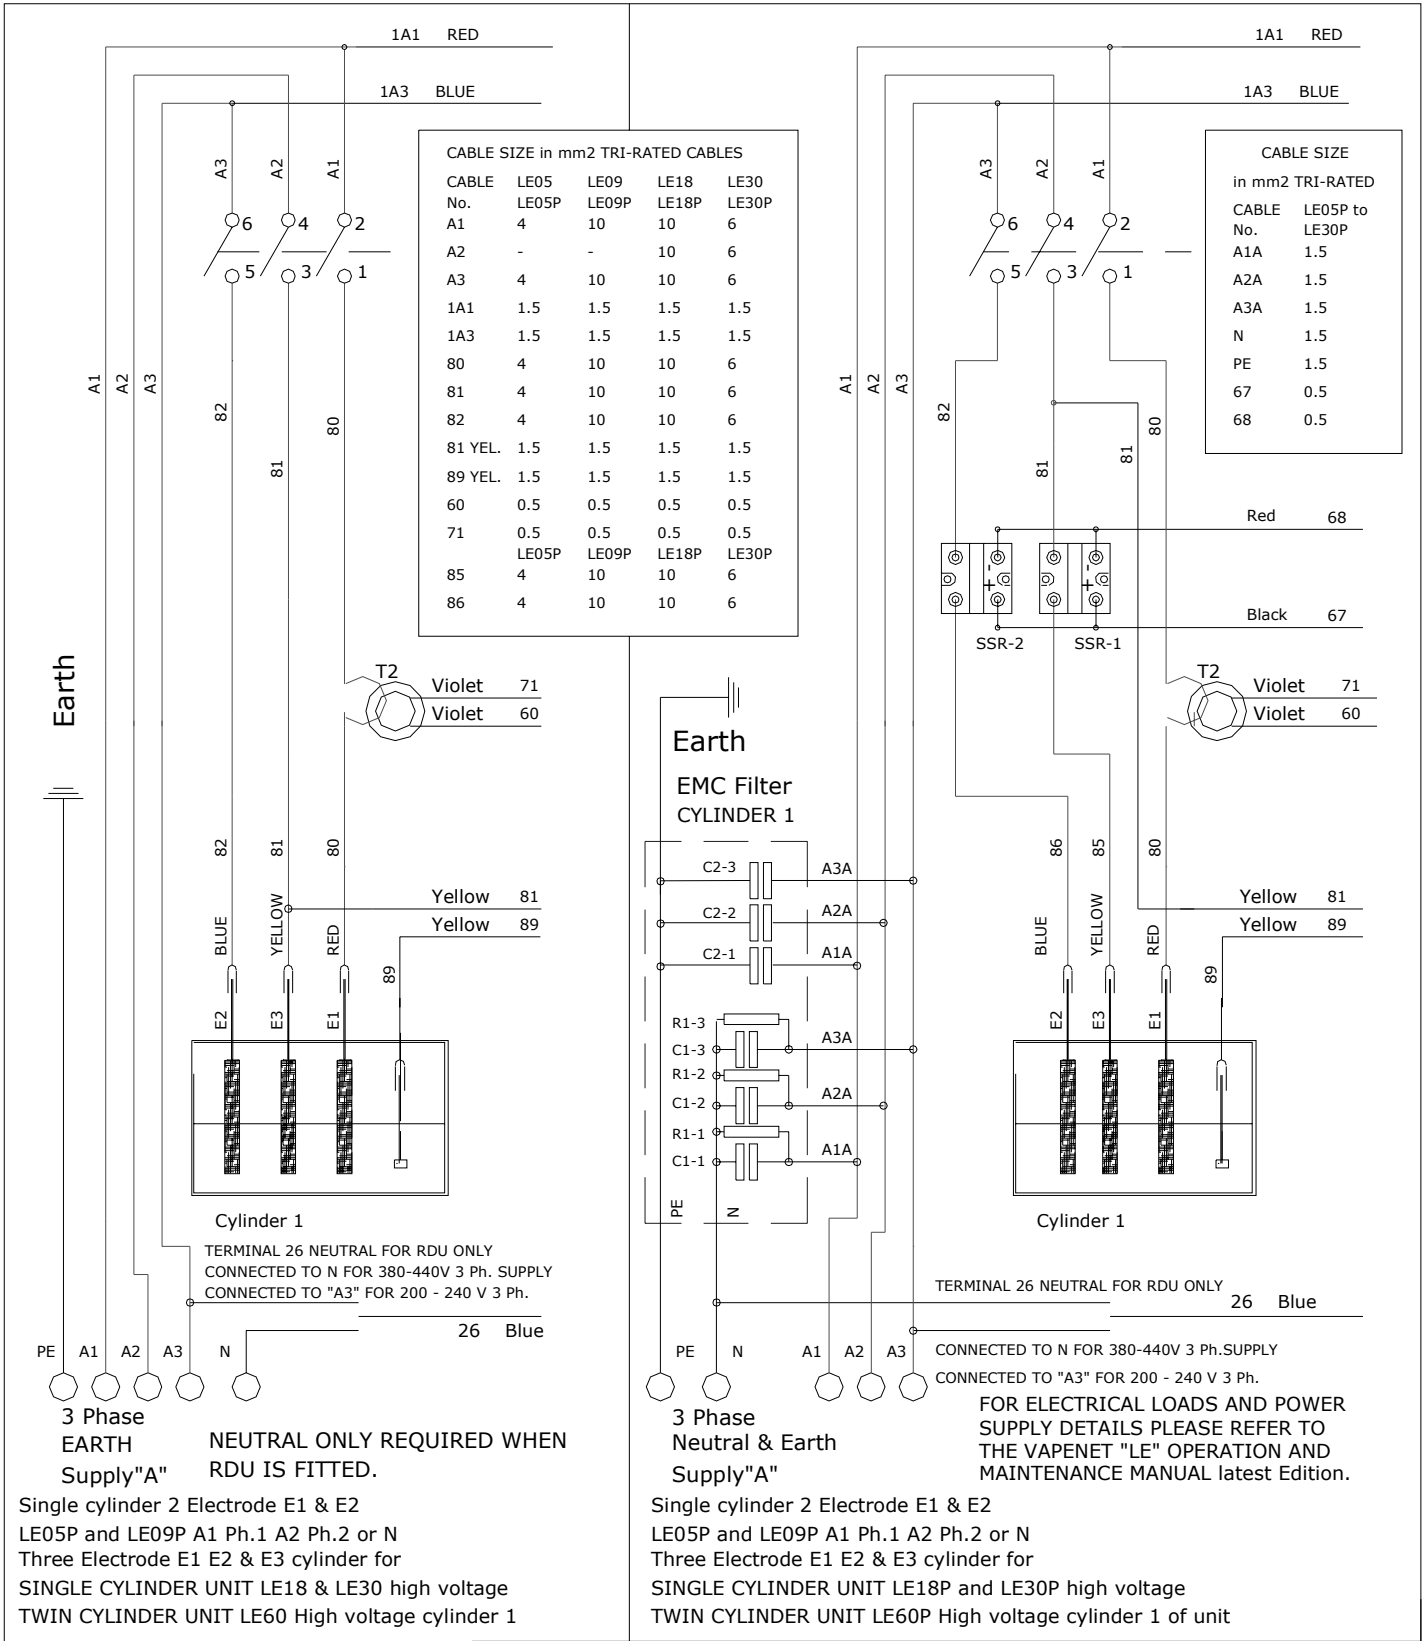 1A1 RED
1A3 BLUE
A3
A2
A1
6
4
2
5
3
1
A1
A2
A3
82
81
80
CABLE SIZE in mm2 TRI-RATED CABLES
CABLE LE05 LE09 LE18 LE30
No. LE05P LE09P LE18P LE30P
A1 4 10 10 6
A2 - - 10 6
A3 4 10 10 6
1A1 1.5 1.5 1.5 1.5
1A3 1.5 1.5 1.5 1.5
80 4 10 10 6
81 4 10 10 6
82 4 10 10 6
81 YEL. 1.5 1.5 1.5 1.5
89 YEL. 1.5 1.5 1.5 1.5
60 0.5 0.5 0.5 0.5
71 0.5 0.5 0.5 0.5
LE05P LE09P LE18P LE30P
85 4 10 10 6
86 4 10 10 6
Earth
T2
Violet 71
Violet 60
82
81
80
Yellow 81
Yellow 89
BLUE
YELLOW
RED
89
E2
E3
E1
Cylinder 1
TERMINAL 26 NEUTRAL FOR RDU ONLY
CONNECTED TO N FOR 380-440V 3 Ph. SUPPLY
CONNECTED TO "A3" FOR 200 - 240 V 3 Ph.
26 Blue
PE A1 A2 A3 N
3 Phase
EARTH
Supply"A"
NEUTRAL ONLY REQUIRED WHEN
RDU IS FITTED.
Single cylinder 2 Electrode E1 & E2
LE05P and LE09P A1 Ph.1 A2 Ph.2 or N
Three Electrode E1 E2 & E3 cylinder for
SINGLE CYLINDER UNIT LE18 & LE30 high voltage
TWIN CYLINDER UNIT LE60 High voltage cylinder 1
1A1 RED
1A3 BLUE
A3
A2
A1
6
4
2
5
3
1
CABLE SIZE
in mm2 TRI-RATED
CABLE LE05P to
No. LE30P
A1A 1.5
A2A 1.5
A3A 1.5
N 1.5
PE 1.5
67 0.5
68 0.5
A1
A2
A3
82
81
81
80
Red 68
- -
+ +
Black 67
SSR-2 SSR-1
T2
Violet 71
Violet 60
Earth
EMC Filter
CYLINDER 1
C2-3 A3A
C2-2 A2A
C2-1 A1A
R1-3
C1-3 A3A
R1-2
C1-2 A2A
R1-1
C1-1 A1A
PE
N
86
85
80
Yellow 81
Yellow 89
BLUE
YELLOW
RED
89
E2
E3
E1
Cylinder 1
TERMINAL 26 NEUTRAL FOR RDU ONLY
26 Blue
PE N A1 A2 A3
CONNECTED TO N FOR 380-440V 3 Ph.SUPPLY
CONNECTED TO "A3" FOR 200 - 240 V 3 Ph.
3 Phase
Neutral & Earth
Supply"A"
FOR ELECTRICAL LOADS AND POWER
SUPPLY DETAILS PLEASE REFER TO
THE VAPENET "LE" OPERATION AND
MAINTENANCE MANUAL latest Edition.
Single cylinder 2 Electrode E1 & E2
LE05P and LE09P A1 Ph.1 A2 Ph.2 or N
Three Electrode E1 E2 & E3 cylinder for
SINGLE CYLINDER UNIT LE18P and LE30P high voltage
TWIN CYLINDER UNIT LE60P High voltage cylinder 1 of unit